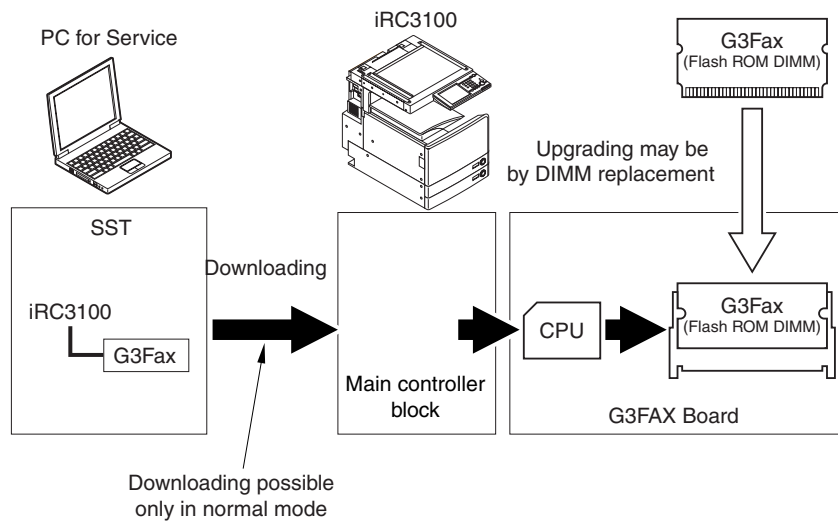 PC for Service
iRC3100
G3Fax
(Flash ROM DIMM)
Upgrading may be
by DIMM replacement
SST
iRC3100
G3Fax
Downloading
Main controller
block
CPU
G3Fax
(Flash ROM DIMM)
G3FAX Board
Downloading possible
only in normal mode